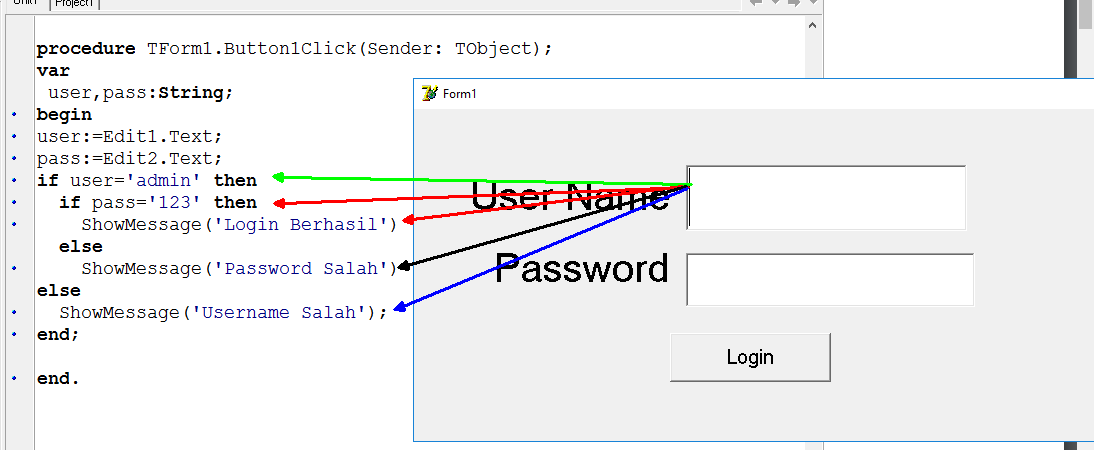 Unit1 Project1
procedure TForm1.Button1Click(Sender: TObject);
var
user,pass:String;
begin
user:=Edit1.Text;
pass:=Edit2.Text;
if user='admin' then
if pass='123' then
ShowMessage('Login Berhasil')
else
ShowMessage('Password Salah')
else
ShowMessage('Username Salah');
end;
end.
Form1
User Name
Password
Login